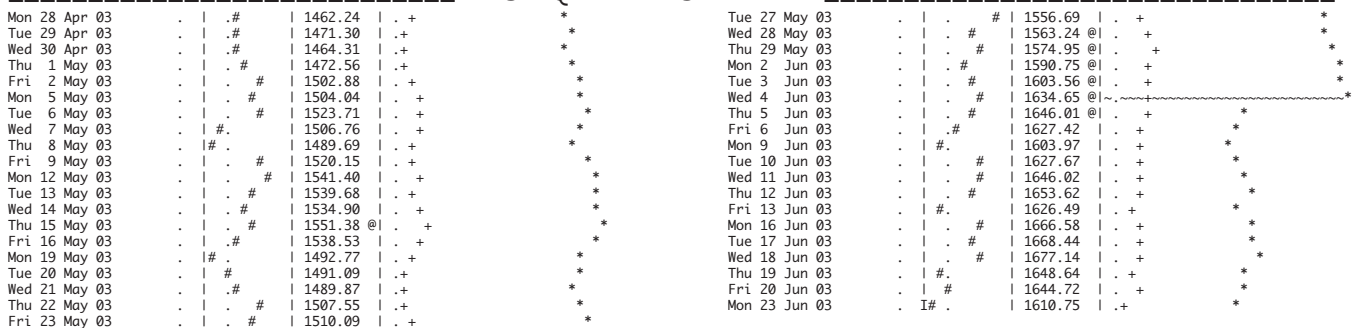 Mon 28 Apr 03 . | .# | 1462.24 | . + *
Tue 29 Apr 03 . | .# | 1471.30 | .+ *
Wed 30 Apr 03 . | .# | 1464.31 | .+ *
Thu 1 May 03 . | . # | 1472.56 | .+ *
Fri 2 May 03 . | . # | 1502.88 | . + *
Mon 5 May 03 . | . # | 1504.04 | . + *
Tue 6 May 03 . | . # | 1523.71 | . + *
Wed 7 May 03 . | #. | 1506.76 | . + *
Thu 8 May 03 . |# . | 1489.69 | . + *
Fri 9 May 03 . | . # | 1520.15 | . + *
Mon 12 May 03 . | . # | 1541.40 | . + *
Tue 13 May 03 . | . # | 1539.68 | . + *
Wed 14 May 03 . | . # | 1534.90 | . + *
Thu 15 May 03 . | . # | 1551.38 @| . + *
Fri 16 May 03 . | .# | 1538.53 | . + *
Mon 19 May 03 . |# . | 1492.77 | . + *
Tue 20 May 03 . | # | 1491.09 | .+ *
Wed 21 May 03 . | .# | 1489.87 | .+ *
Thu 22 May 03 . | . # | 1507.55 | .+ *
Fri 23 May 03 . | . # | 1510.09 | . + *
Tue 27 May 03 . | . # | 1556.69 | . + *
Wed 28 May 03 . | . # | 1563.24 @| . + *
Thu 29 May 03 . | . # | 1574.95 @| . + *
Mon 2 Jun 03 . | . # | 1590.75 @| . + *
Tue 3 Jun 03 . | . # | 1603.56 @| . + *
Wed 4 Jun 03 . | . # | 1634.65 @|~.~~~+~~~~~~~~~~~~~~~~~~~~~~~~~*
Thu 5 Jun 03 . | . # | 1646.01 @| . + *
Fri 6 Jun 03 . | .# | 1627.42 | . + *
Mon 9 Jun 03 . | #. | 1603.97 | . + *
Tue 10 Jun 03 . | . # | 1627.67 | . + *
Wed 11 Jun 03 . | . # | 1646.02 | . + *
Thu 12 Jun 03 . | . # | 1653.62 | . + *
Fri 13 Jun 03 . | #. | 1626.49 | . + *
Mon 16 Jun 03 . | . # | 1666.58 | . + *
Tue 17 Jun 03 . | . # | 1668.44 | . + *
Wed 18 Jun 03 . | . # | 1677.14 | . + *
Thu 19 Jun 03 . | #. | 1648.64 | . + *
Fri 20 Jun 03 . | # | 1644.72 | . + *
Mon 23 Jun 03 . I# . | 1610.75 | .+ *